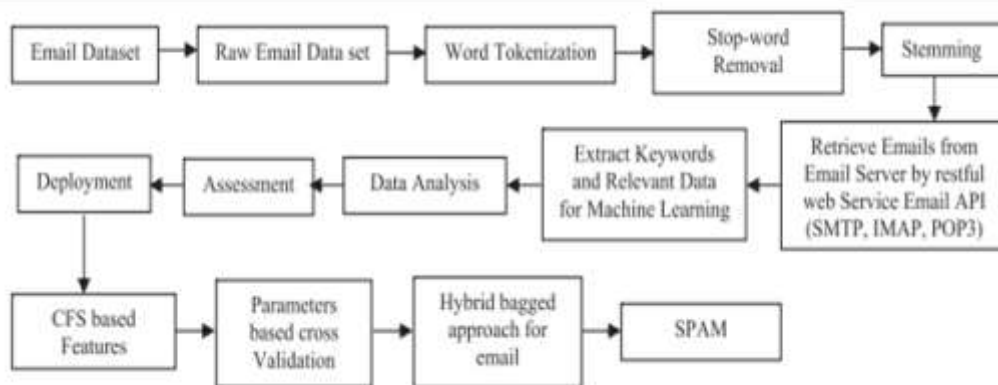 Email Dataset
Raw Email Data set
Word Tokenization
Stop-word
Removal
Stemming
Retrieve Emails from
Email Server by restful
web Service Email API
(SMTP, IMAP, POP3)
Extract Keywords
and Relevant Data
for Machine Learning
Data Analysis
Assessment
Deployment
CFS based
Features
Parameters
based cross
Validation
Hybrid bagged
approach for
email
SPAM